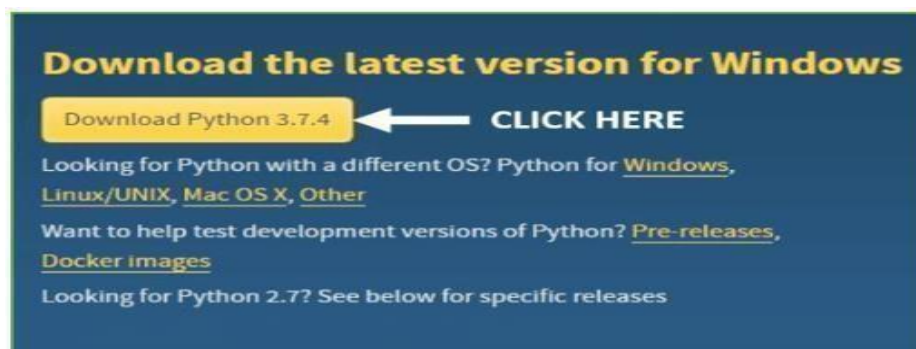 Download the latest version for Windows
Download Python 3.7.4 CLICK HERE
Looking for Python with a different OS? Python for Windows,
Linux/UNIX, Mac OS X, Other
Want to help test development versions of Python? Pre-releases,
Docker images
Looking for Python 2.7? See below for specific releases